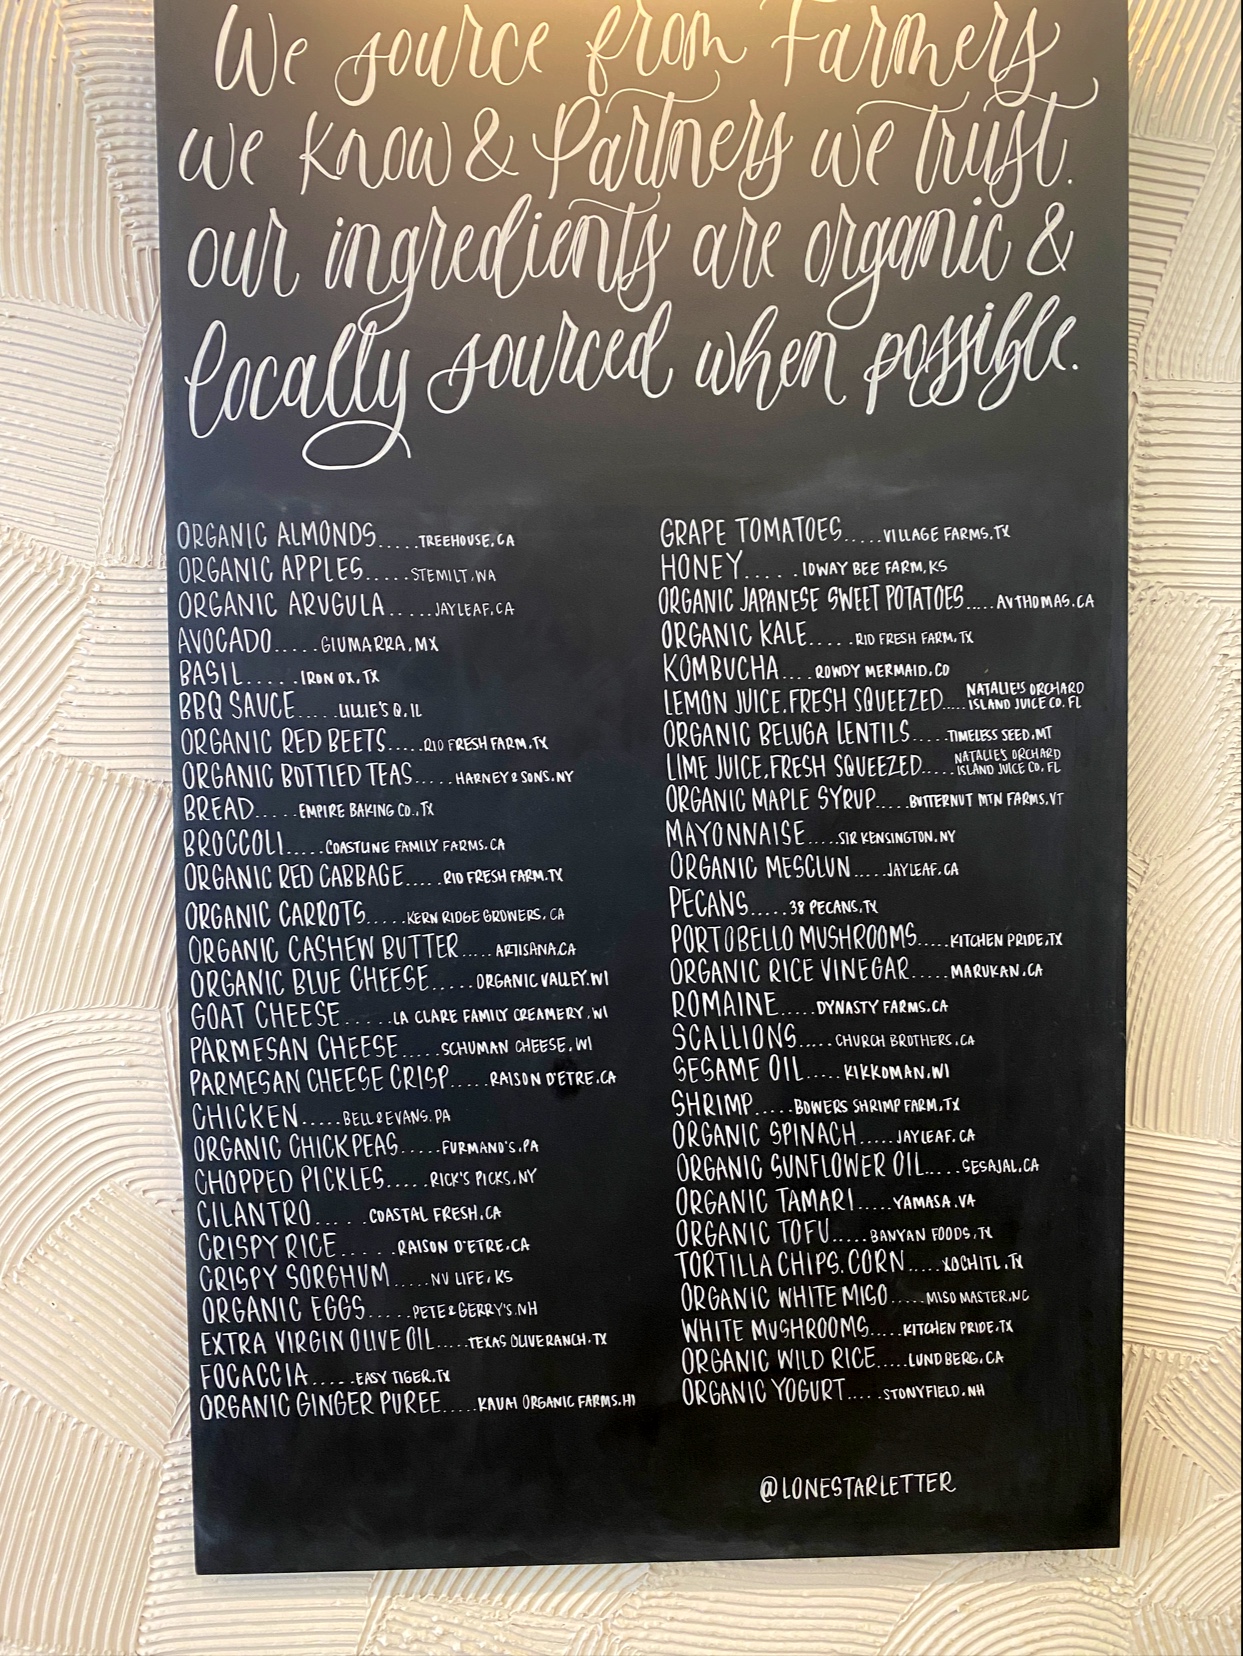 We source from Farmers
we know & Partners we trust.
our ingredients are organic &
locally sourced when possible.
ORGANIC ALMONDS.....TREEHOUSE, CA
ORGANIC APPLES.....STEMILT, WA
ORGANIC ARUGULA.....JAYLEAF, CA
AVOCADO.....GIUMARRA, MX
BASIL.....IRON OX, TX
BBQ SAUCE.....LILLIE'S Q, IL
ORGANIC RED BEETS.....RIO FRESH FARM, TX
ORGANIC BOTTLED TEAS.....HARNEY & SONS, NY
BREAD.....EMPIRE BAKING CO., TX
BROCCOLI.....COASTLINE FAMILY FARMS, CA
ORGANIC RED CABBAGE.....RIO FRESH FARM, TX
ORGANIC CARROTS.....KERN RIDGE GROWERS, CA
ORGANIC CASHEW BUTTER.....ARTISANA, CA
ORGANIC BLUE CHEESE.....ORGANIC VALLEY, WI
GOAT CHEESE.....LA CLARE FAMILY CREAMERY, WI
PARMESAN CHEESE.....SCHUMAN CHEESE, WI
PARMESAN CHEESE CRISP.....RAISON D'ETRE, CA
CHICKEN.....BELL & EVANS, PA
ORGANIC CHICKPEAS.....FURMANO'S, PA
CHOPPED PICKLES.....RICK'S PICKS, NY
CILANTRO.....COASTAL FRESH, CA
CRISPY RICE.....RAISON D'ETRE, CA
CRISPY SORGHUM.....NU LIFE, KS
ORGANIC EGGS.....PETE & GERRY'S, NH
EXTRA VIRGIN OLIVE OIL.....TEXAS OLIVE RANCH, TX
FOCACCIA.....EASY TIGER, TX
ORGANIC GINGER PUREE.....KAUAI ORGANIC FARMS, HI
GRAPE TOMATOES.....VILLAGE FARMS, TX
HONEY.....IOWAY BEE FARM, KS
ORGANIC JAPANESE SWEET POTATOES.....AV THOMAS, CA
ORGANIC KALE.....RIO FRESH FARM, TX
KOMBUCHA....ROWDY MERMAID, CO
LEMON JUICE, FRESH SQUEEZED.....NATALIE'S ORCHARD
ISLAND JUICE CO, FL
ORGANIC BELUGA LENTILS.....TIMELESS SEED, MT
LIME JUICE, FRESH SQUEEZED.....NATALIES ORCHARD
ISLAND JUICE CO, FL
ORGANIC MAPLE SYRUP.....BUTTERNUT MTN FARMS, VT
MAYONNAISE.....SIR KENSINGTON, NY
ORGANIC MESCLUN.....JAYLEAF, CA
PECANS.....38 PECANS, TX
PORTOBELLO MUSHROOMS.....KITCHEN PRIDE, TX
ORGANIC RICE VINEGAR.....MARUKAN, CA
ROMAINE.....DYNASTY FARMS, CA
SCALLIONS.....CHURCH BROTHERS, CA
SESAME OIL.....KIKKOMAN, WI
SHRIMP.....BOWERS SHRIMP FARM, TX
ORGANIC SPINACH.....JAYLEAF, CA
ORGANIC SUNFLOWER OIL.....SESAJAL, CA
ORGANIC TAMARI.....YAMASA, VA
ORGANIC TOFU.....BANYAN FOODS, TX
TORTILLA CHIPS, CORN.....XOCHITL, TX
ORGANIC WHITE MISO.....MISO MASTER, NC
WHITE MUSHROOMS.....KITCHEN PRIDE, TX
ORGANIC WILD RICE.....LUNDBERG, CA
ORGANIC YOGURT.....STONYFIELD, NH
@LONESTARLETTER